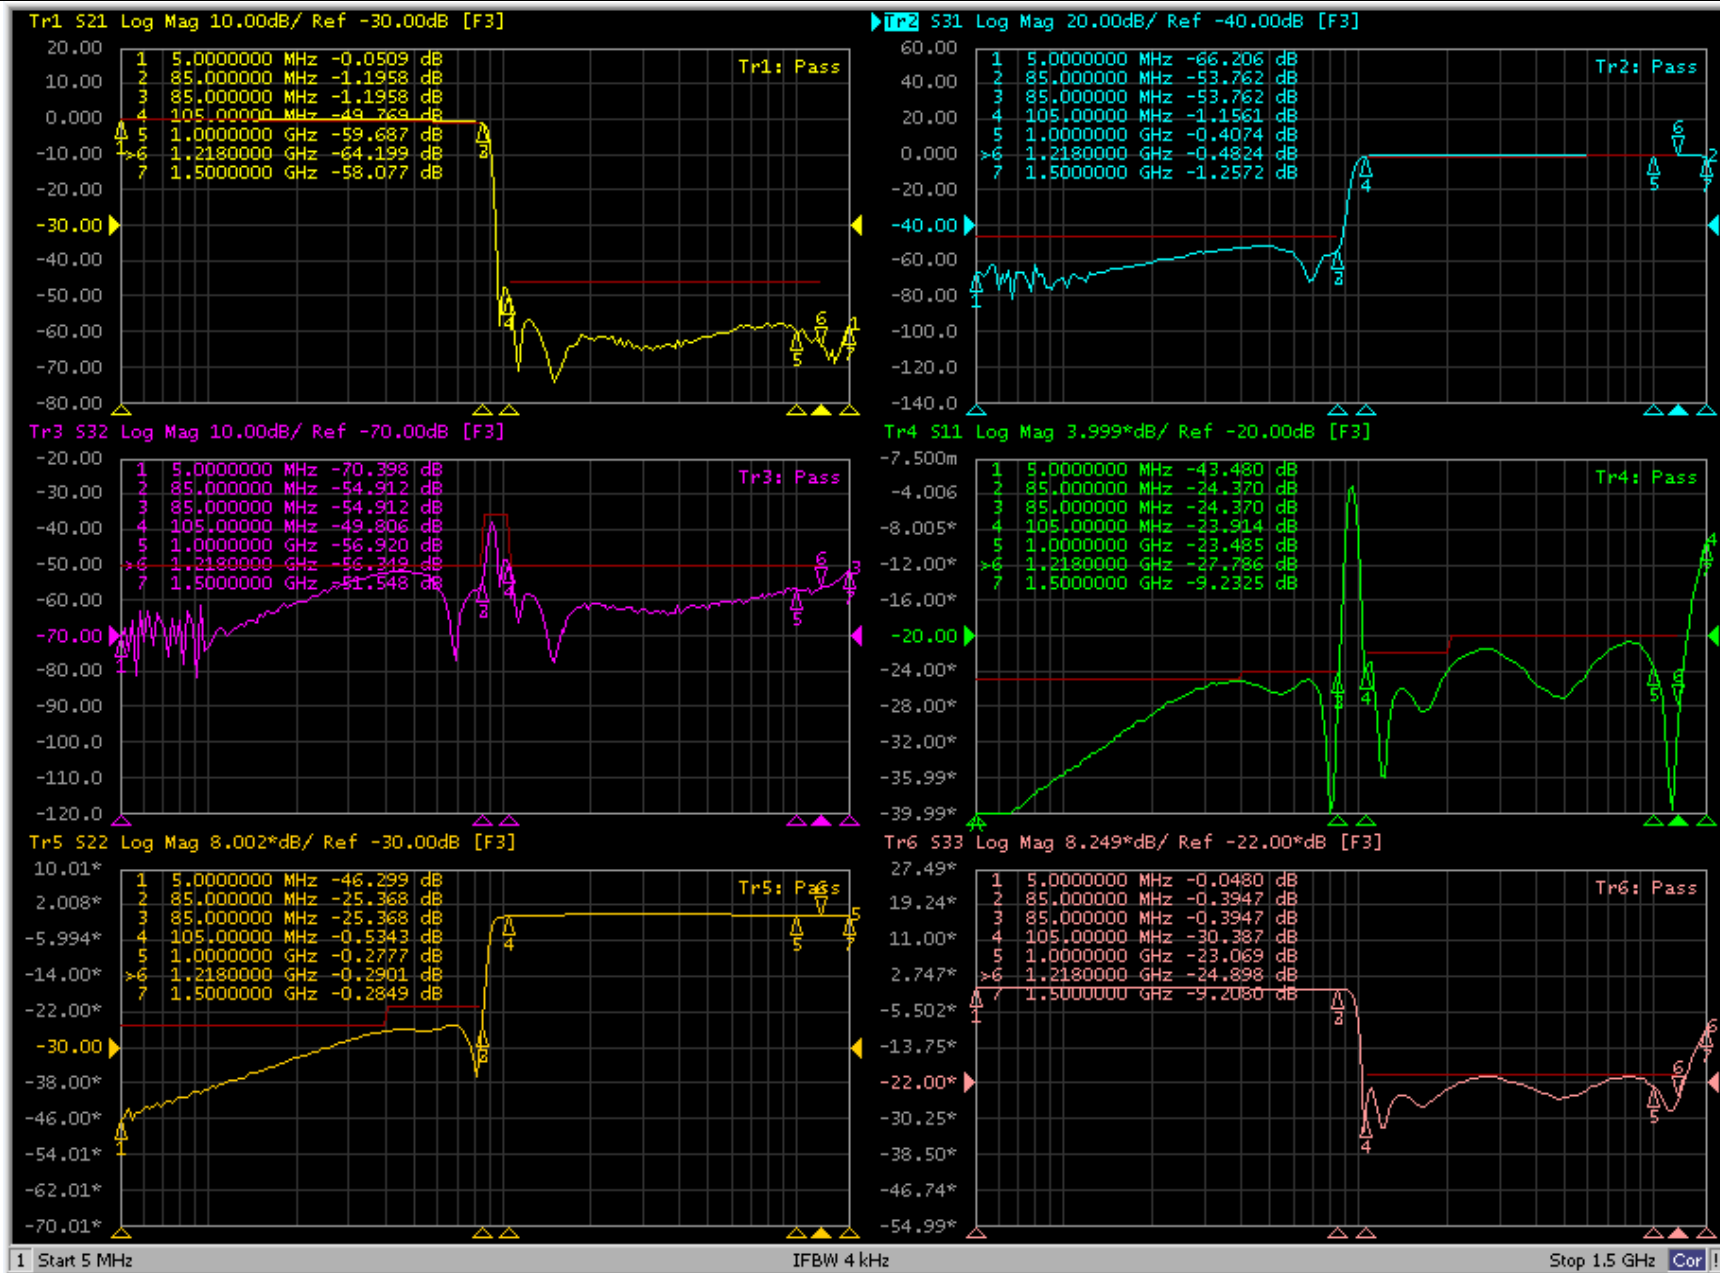 Tr1 S21 Log Mag 10.00dB/ Ref -30.00dB [F3]
20.00
10.00
0.000
-10.00
-20.00
-30.00
-40.00
-50.00
-60.00
-70.00
-80.00
1 5.0000000 MHz -0.0509 dB
2 85.000000 MHz -1.1958 dB
3 85.000000 MHz -1.1958 dB
4 105.00000 MHz -49.769 dB
5 1.0000000 GHz -59.687 dB
>6 1.2180000 GHz -64.199 dB
7 1.5000000 GHz -58.077 dB
Tr1: Pass
Tr2 S31 Log Mag 20.00dB/ Ref -40.00dB [F3]
60.00
40.00
20.00
0.000
-20.00
-40.00
-60.00
-80.00
-100.0
-120.0
-140.0
1 5.0000000 MHz -66.206 dB
2 85.000000 MHz -53.762 dB
3 85.000000 MHz -53.762 dB
4 105.00000 MHz -1.1561 dB
5 1.0000000 GHz -0.4074 dB
>6 1.2180000 GHz -0.4824 dB
7 1.5000000 GHz -1.2572 dB
Tr2: Pass
Tr3 S32 Log Mag 10.00dB/ Ref -70.00dB [F3]
-20.00
-30.00
-40.00
-50.00
-60.00
-70.00
-80.00
-90.00
-100.0
-110.0
-120.0
1 5.0000000 MHz -70.398 dB
2 85.000000 MHz -54.912 dB
3 85.000000 MHz -54.912 dB
4 105.00000 MHz -49.806 dB
5 1.0000000 GHz -56.920 dB
>6 1.2180000 GHz -56.349 dB
7 1.5000000 GHz -51.548 dB
Tr3: Pass
Tr4 S11 Log Mag 3.999*dB/ Ref -20.00dB [F3]
-7.500m
-4.006
-8.005*
-12.00*
-16.00*
-20.00
-24.00*
-28.00*
-32.00*
-35.99*
-39.99*
1 5.0000000 MHz -43.480 dB
2 85.000000 MHz -24.370 dB
3 85.000000 MHz -24.370 dB
4 105.00000 MHz -23.914 dB
5 1.0000000 GHz -23.485 dB
>6 1.2180000 GHz -27.786 dB
7 1.5000000 GHz -9.2325 dB
Tr4: Pass
Tr5 S22 Log Mag 8.002*dB/ Ref -30.00dB [F3]
10.01*
2.008*
-5.994*
-14.00*
-22.00*
-30.00
-38.00*
-46.00*
-54.01*
-62.01*
-70.01*
1 5.0000000 MHz -46.299 dB
2 85.000000 MHz -25.368 dB
3 85.000000 MHz -25.368 dB
4 105.00000 MHz -0.5343 dB
5 1.0000000 GHz -0.2777 dB
>6 1.2180000 GHz -0.2901 dB
7 1.5000000 GHz -0.2849 dB
Tr5: Pass
Tr6 S33 Log Mag 8.249*dB/ Ref -22.00*dB [F3]
27.49*
19.24*
11.00*
2.747*
-5.502*
-13.75*
-22.00*
-30.25*
-38.50*
-46.74*
-54.99*
1 5.0000000 MHz -0.0480 dB
2 85.000000 MHz -0.3947 dB
3 85.000000 MHz -0.3947 dB
4 105.00000 MHz -30.387 dB
5 1.0000000 GHz -23.069 dB
>6 1.2180000 GHz -24.898 dB
7 1.5000000 GHz -9.2080 dB
Tr6: Pass
1 Start 5 MHz IFBW 4 kHz Stop 1.5 GHz Cor !